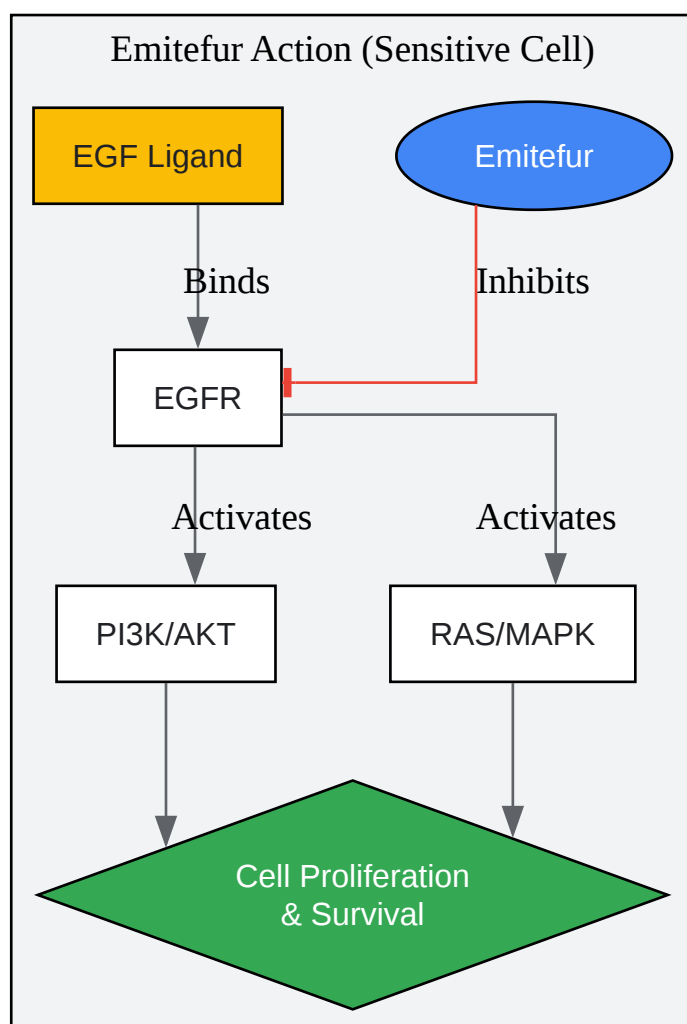 Emitefur Action (Sensitive Cell)
EGF Ligand
Emitefur
Binds
Inhibits
EGFR
Activates
Activates
PI3K/AKT
RAS/MAPK
Cell Proliferation
& Survival